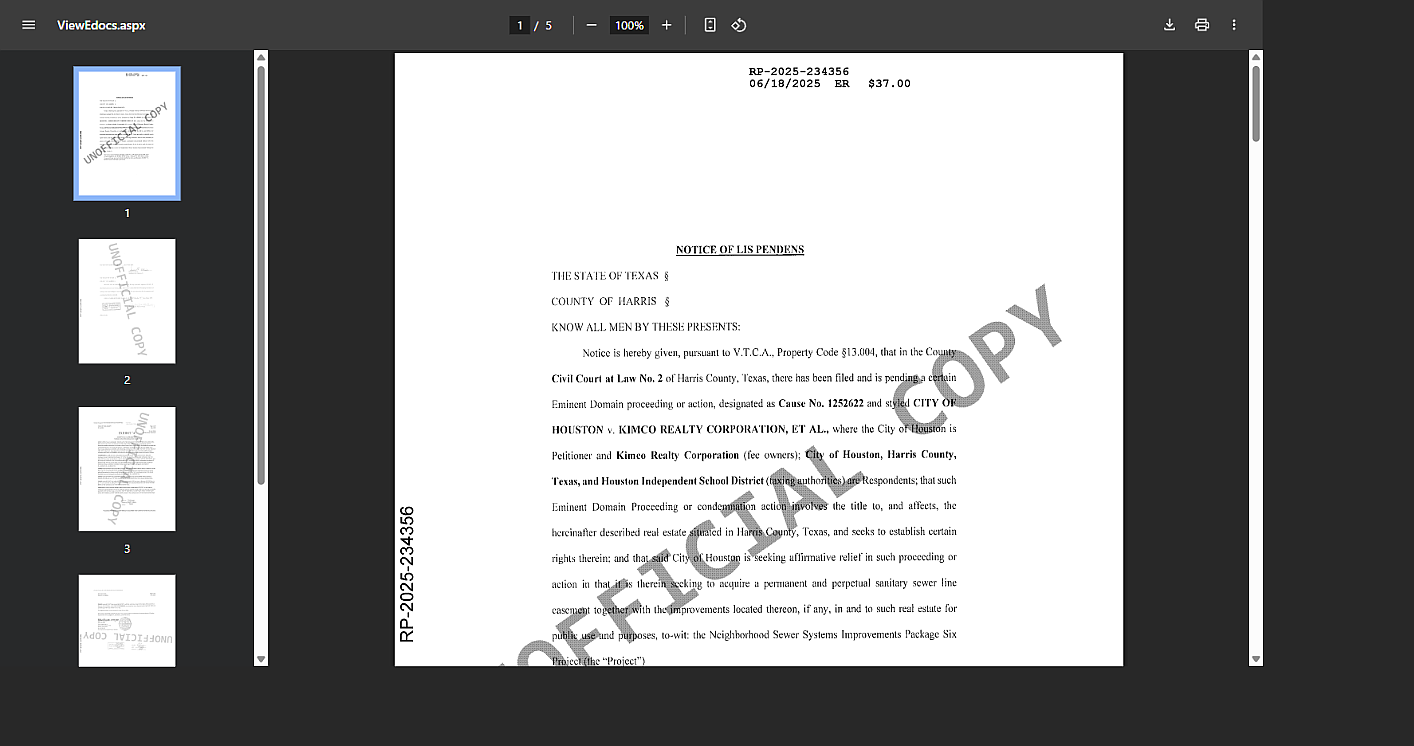 ViewEdocs.aspx
1 / 5
100%
1
2
3
UNOFFICIAL COPY
UNOFFICIAL COPY
UNOFFICIAL COPY
UNOFFICIAL COPY
RP-2025-234356
06/18/2025 ER $37.00
NOTICE OF LIS PENDENS
THE STATE OF TEXAS §
COUNTY OF HARRIS §
KNOW ALL MEN BY THESE PRESENTS:
Notice is hereby given, pursuant to V.T.C.A., Property Code §13.004, that in the County
Civil Court at Law No. 2 of Harris County, Texas, there has been filed and is pending a certain
Eminent Domain proceeding or action, designated as Cause No. 1252622 and styled CITY OF
HOUSTON v. KIMCO REALTY CORPORATION, ET AL., where the City of Houston is
Petitioner and Kimco Realty Corporation (fee owners); City of Houston, Harris County,
Texas, and Houston Independent School District (taxing authorities) are Respondents; that such
Eminent Domain Proceeding or condemnation action involves the title to, and affects, the
hereinafter described real estate situated in Harris County, Texas, and seeks to establish certain
rights therein; and that said City of Houston is seeking affirmative relief in such proceeding or
action in that it is therein seeking to acquire a permanent and perpetual sanitary sewer line
easement together with the improvements located thereon, if any, in and to such real estate for
public use and purposes, to-wit: the Neighborhood Sewer Systems Improvements Package Six
Project (the “Project”)
RP-2025-234356
OFFICIAL COPY